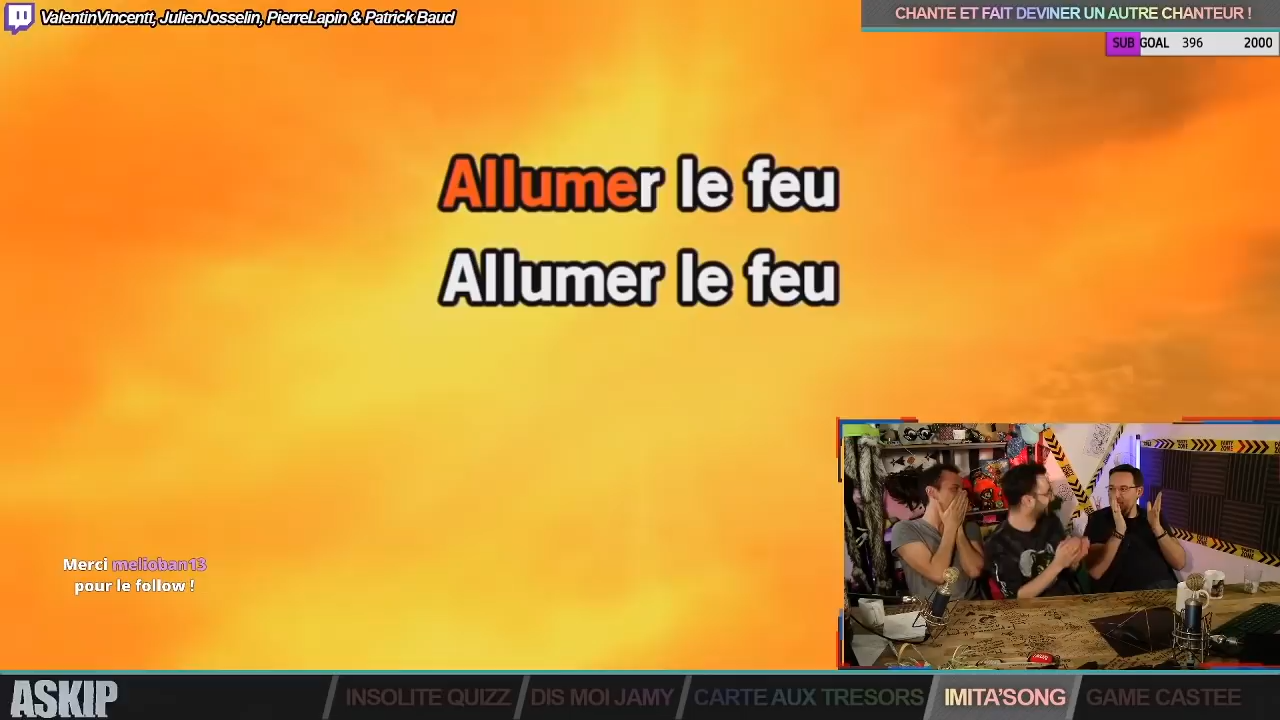 ValentinVincentt, JulienJosselin, PierreLapin & Patrick Baud
CHANTE ET FAIT DEVINER UN AUTRE CHANTEUR !
SUB GOAL 396 2000
Allumer le feu
Allumer le feu
Merci melioban13
pour le follow !
ASKIP
INSOLITE QUIZZ
DIS MOI JAMY
CARTE AUX TRESORS
IMITA'SONG
GAME CASTEE